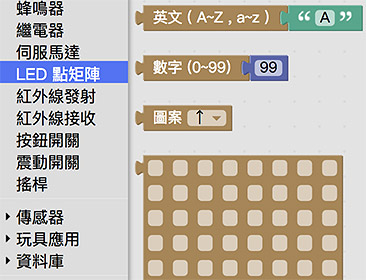 蜂鳴器
繼電器
伺服馬達
LED 點矩陣
紅外線發射
紅外線接收
按鈕開關
震動開關
搖桿
傳感器
玩具應用
資料庫
英文 ( A~Z , a~z ) “ A ”
數字 (0~99) 99
圖案 ↑